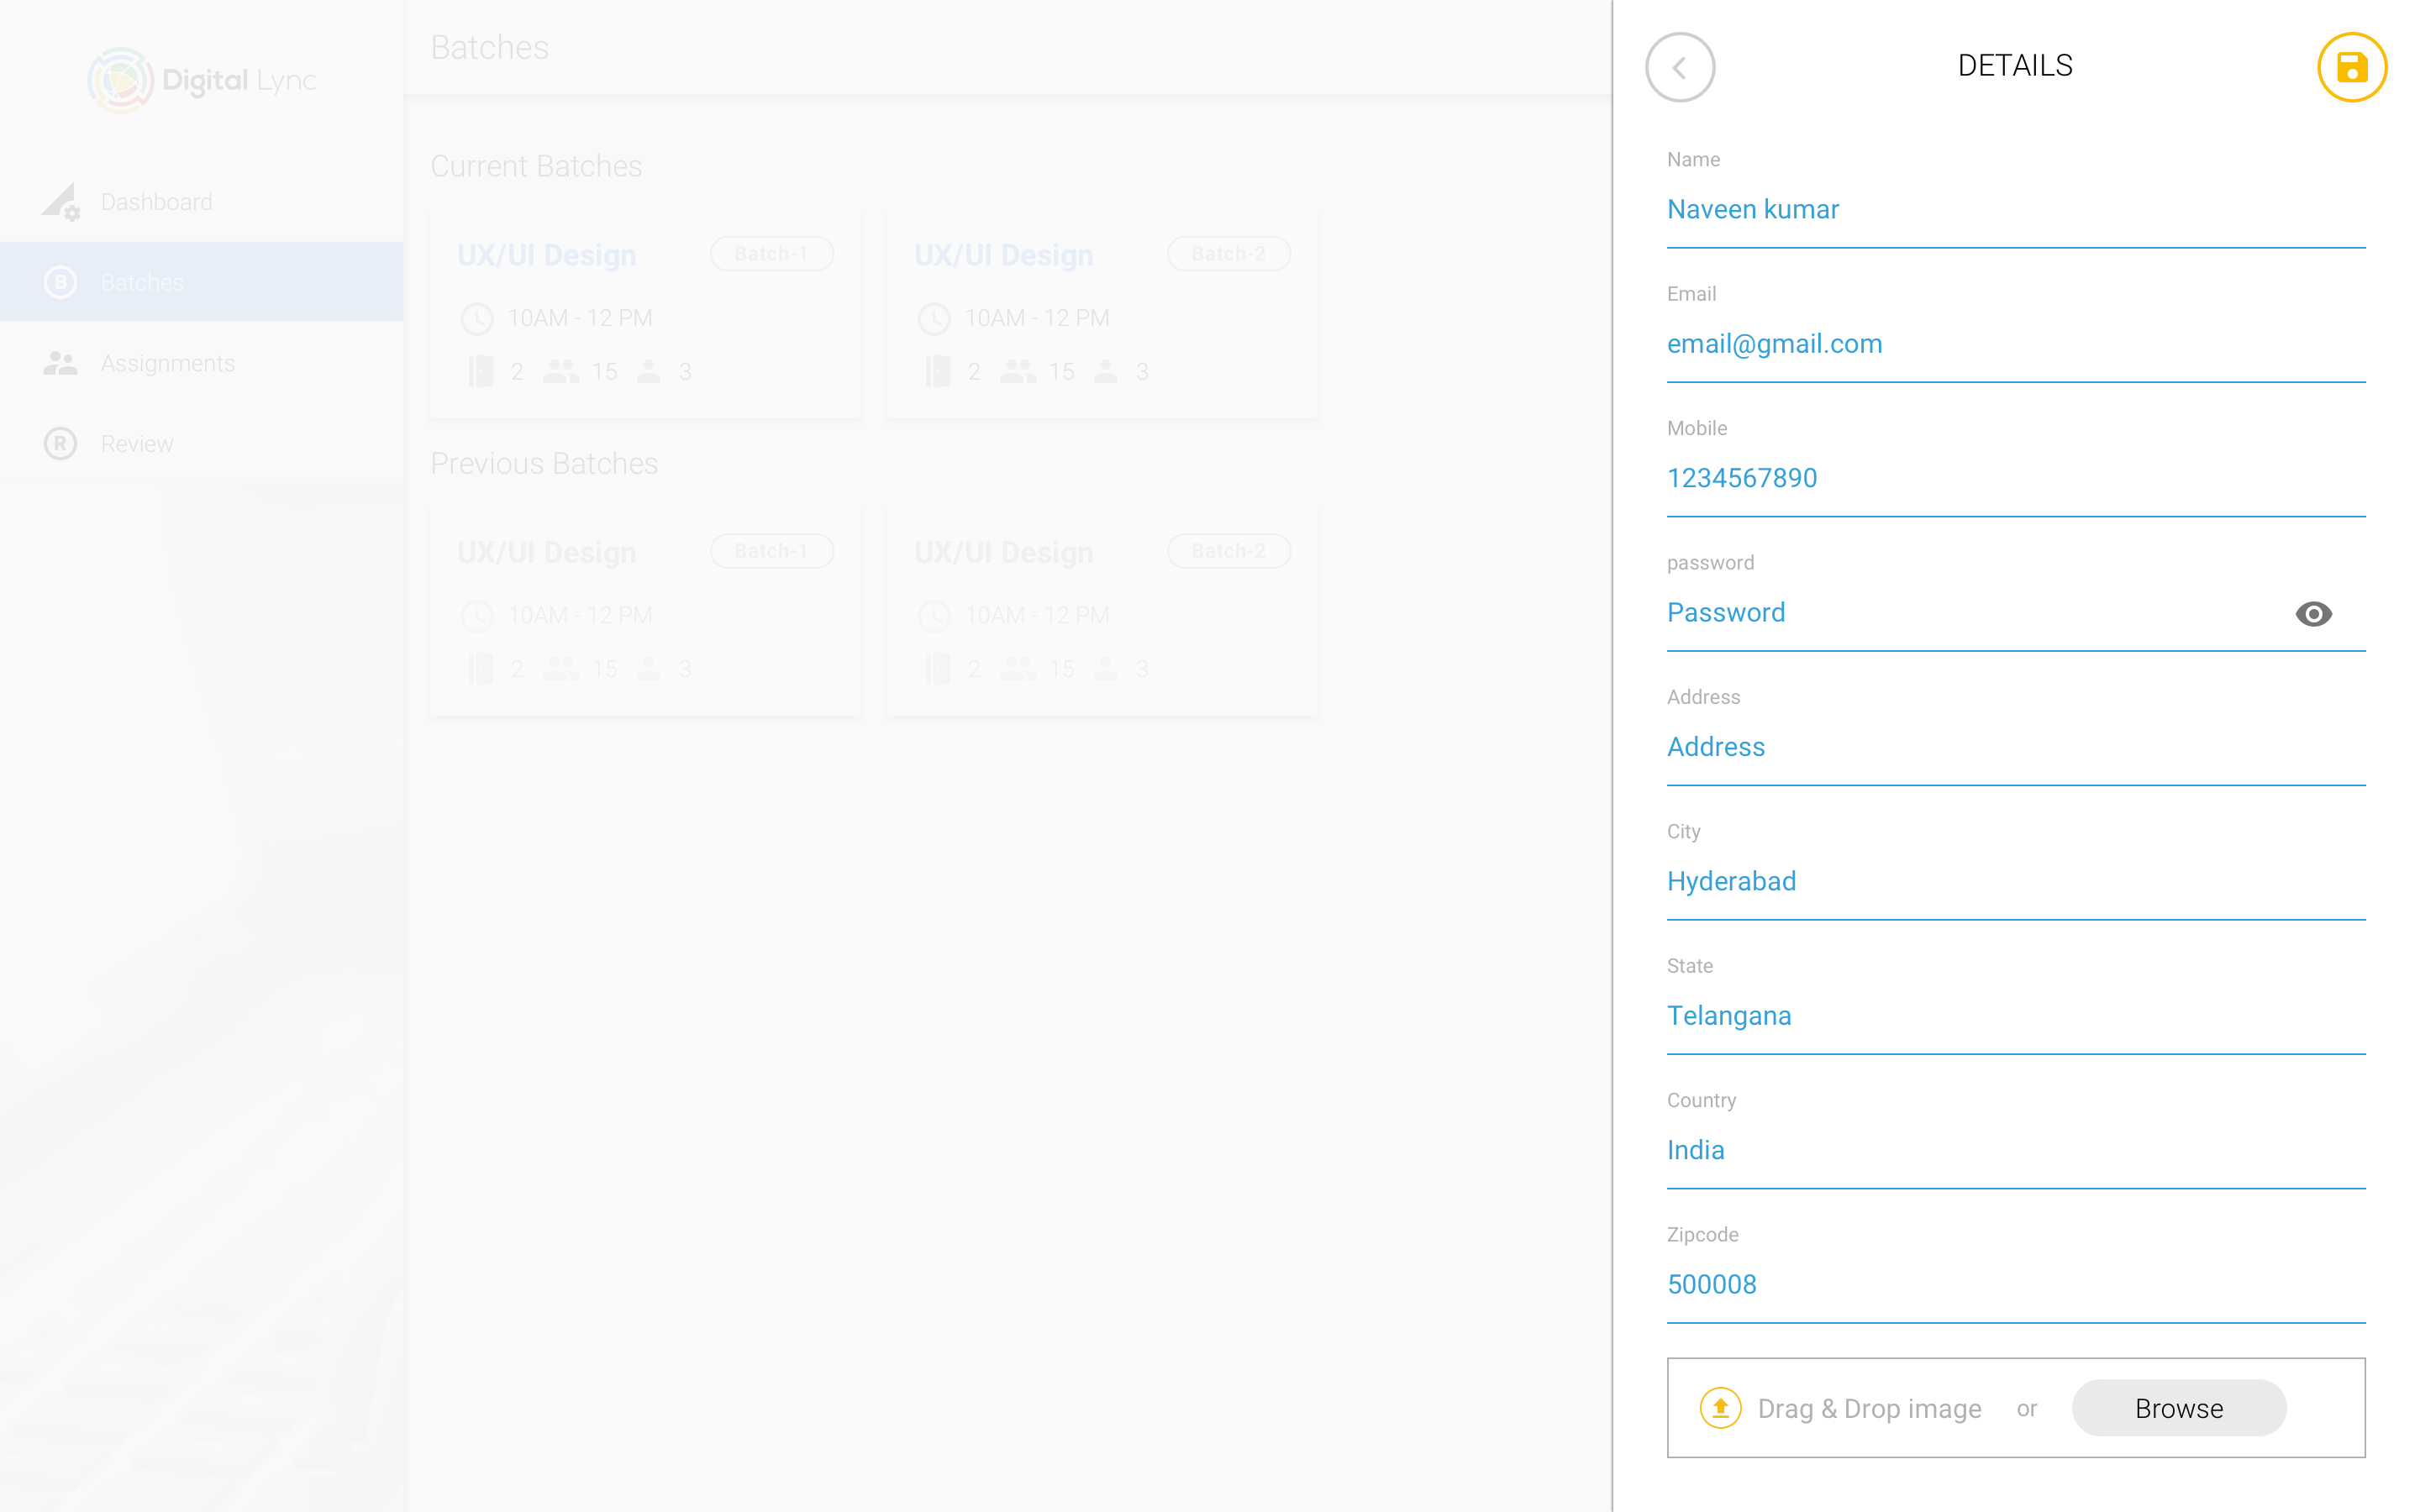 Digital Lync
Dashboard
B Batches
Assignments
R Review
Batches
Current Batches
UX/UI Design Batch-1
10AM - 12 PM
2 15 3
UX/UI Design Batch-2
10AM - 12 PM
2 15 3
Previous Batches
UX/UI Design Batch-1
10AM - 12 PM
2 15 3
UX/UI Design Batch-2
10AM - 12 PM
2 15 3
DETAILS
Name
Naveen kumar
Email
email@gmail.com
Mobile
1234567890
password
Password
Address
Address
City
Hyderabad
State
Telangana
Country
India
Zipcode
500008
Drag & Drop image or Browse